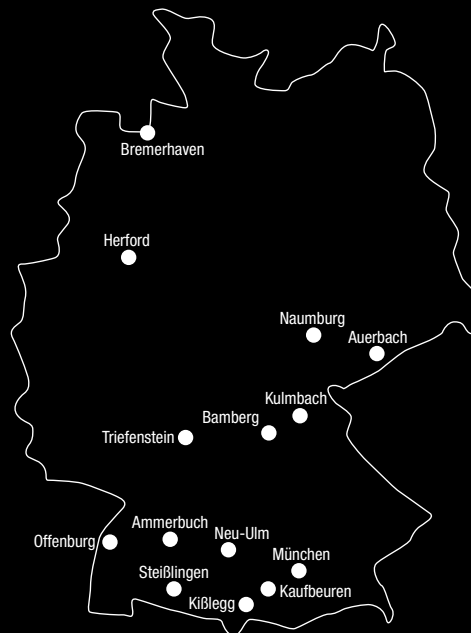 Bremerhaven
Herford
Naumburg
Auerbach
Kulmbach
Bamberg
Triefenstein
Ammerbuch
Offenburg
Neu-Ulm
München
Steißlingen
Kaufbeuren
Kißlegg